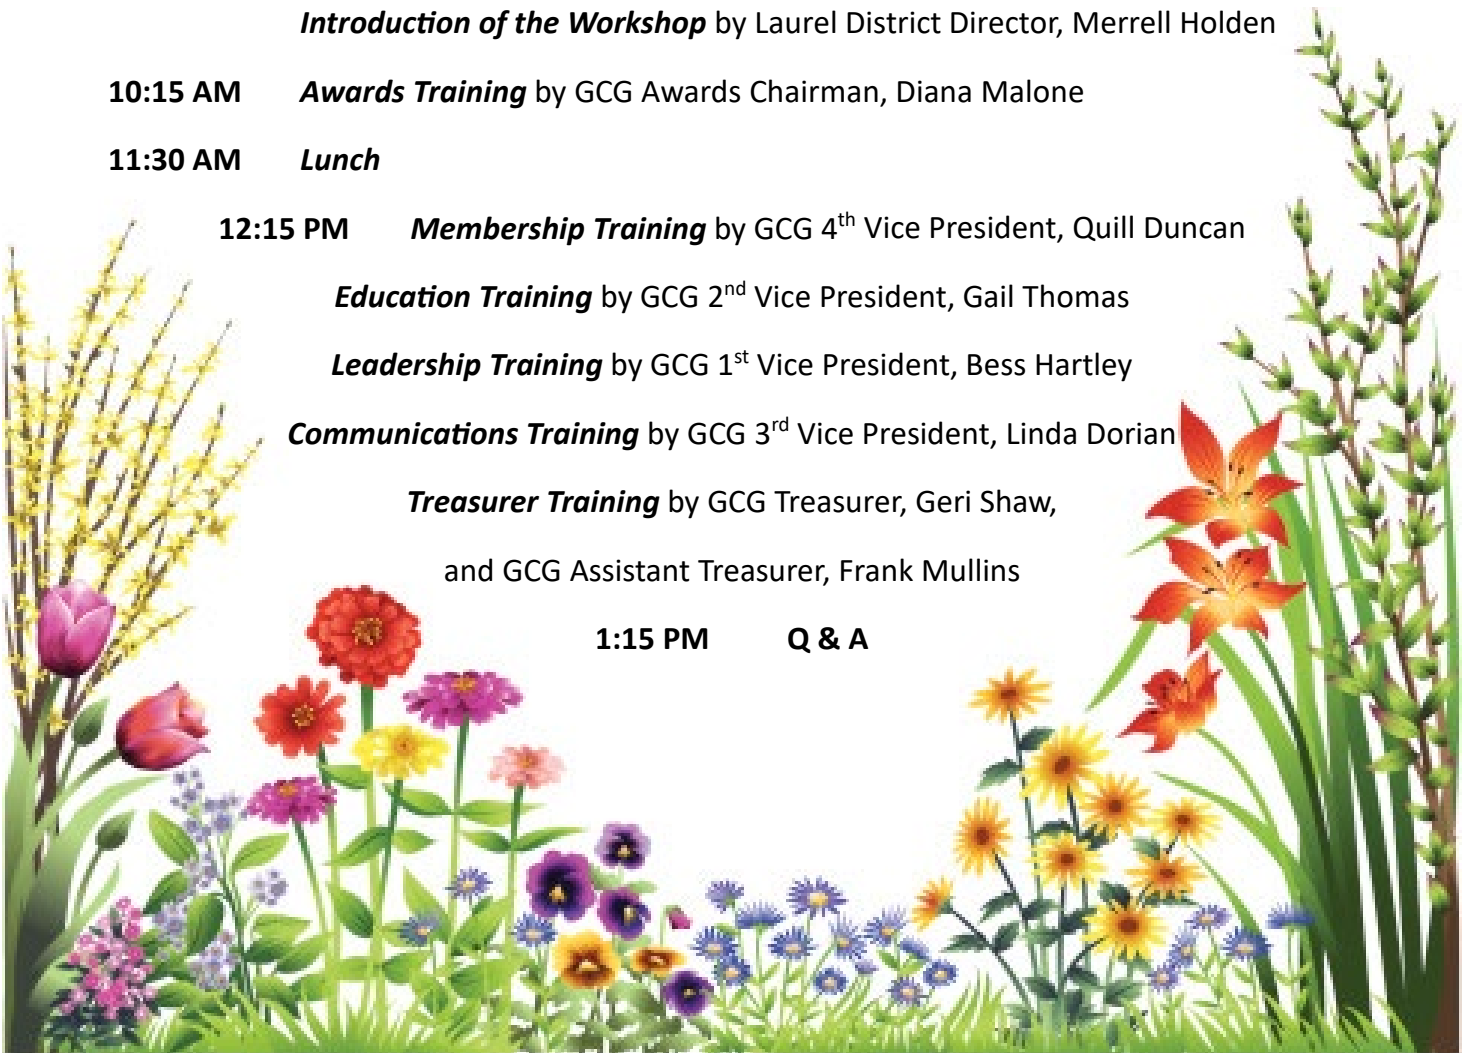 Introduction of the Workshop by Laurel District Director, Merrell Holden
10:15 AM Awards Training by GCG Awards Chairman, Diana Malone
11:30 AM Lunch
12:15 PM Membership Training by GCG 4th Vice President, Quill Duncan
Education Training by GCG 2nd Vice President, Gail Thomas
Leadership Training by GCG 1st Vice President, Bess Hartley
Communications Training by GCG 3rd Vice President, Linda Dorian
Treasurer Training by GCG Treasurer, Geri Shaw,
and GCG Assistant Treasurer, Frank Mullins
1:15 PM Q & A